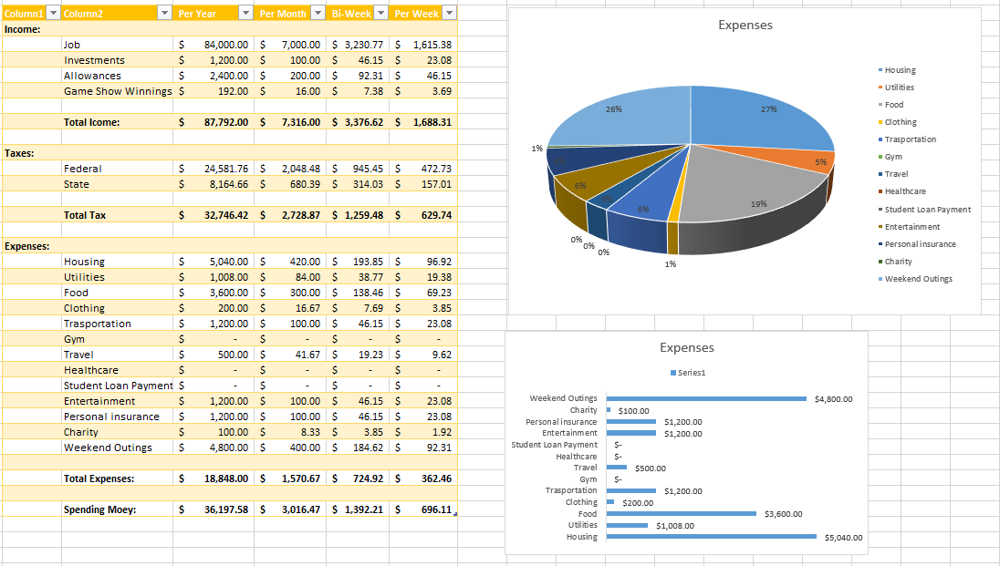 Column1 Column2 Per Year Per Month Bi-Week Per Week
Income:
Job $ 84,000.00 $ 7,000.00 $ 3,230.77 $ 1,615.38
Investments $ 1,200.00 $ 100.00 $ 46.15 $ 23.08
Allowances $ 2,400.00 $ 200.00 $ 92.31 $ 46.15
Game Show Winnings $ 192.00 $ 16.00 $ 7.38 $ 3.69
Total Icome: $ 87,792.00 $ 7,316.00 $ 3,376.62 $ 1,688.31
Taxes:
Federal $ 24,581.76 $ 2,048.48 $ 945.45 $ 472.73
State $ 8,164.66 $ 680.39 $ 314.03 $ 157.01
Total Tax $ 32,746.42 $ 2,728.87 $ 1,259.48 $ 629.74
Expenses:
Housing $ 5,040.00 $ 420.00 $ 193.85 $ 96.92
Utilities $ 1,008.00 $ 84.00 $ 38.77 $ 19.38
Food $ 3,600.00 $ 300.00 $ 138.46 $ 69.23
Clothing $ 200.00 $ 16.67 $ 7.69 $ 3.85
Trasportation $ 1,200.00 $ 100.00 $ 46.15 $ 23.08
Gym $ - $ - $ - $ -
Travel $ 500.00 $ 41.67 $ 19.23 $ 9.62
Healthcare $ - $ - $ - $ -
Student Loan Payment $ - $ - $ - $ -
Entertainment $ 1,200.00 $ 100.00 $ 46.15 $ 23.08
Personal insurance $ 1,200.00 $ 100.00 $ 46.15 $ 23.08
Charity $ 100.00 $ 8.33 $ 3.85 $ 1.92
Weekend Outings $ 4,800.00 $ 400.00 $ 184.62 $ 92.31
Total Expenses: $ 18,848.00 $ 1,570.67 $ 724.92 $ 362.46
Spending Moey: $ 36,197.58 $ 3,016.47 $ 1,392.21 $ 696.11
Expenses
26% 27%
1%
5%
6%
19%
6%
0%
0%
0%
1%
Housing
Utilities
Food
Clothing
Trasportation
Gym
Travel
Healthcare
Student Loan Payment
Entertainment
Personal insurance
Charity
Weekend Outings
Expenses
Series1
Weekend Outings $4,800.00
Charity $100.00
Personal insurance $1,200.00
Entertainment $1,200.00
Student Loan Payment $-
Healthcare $-
Travel $500.00
Gym $-
Trasportation $1,200.00
Clothing $200.00
Food $3,600.00
Utilities $1,008.00
Housing $5,040.00